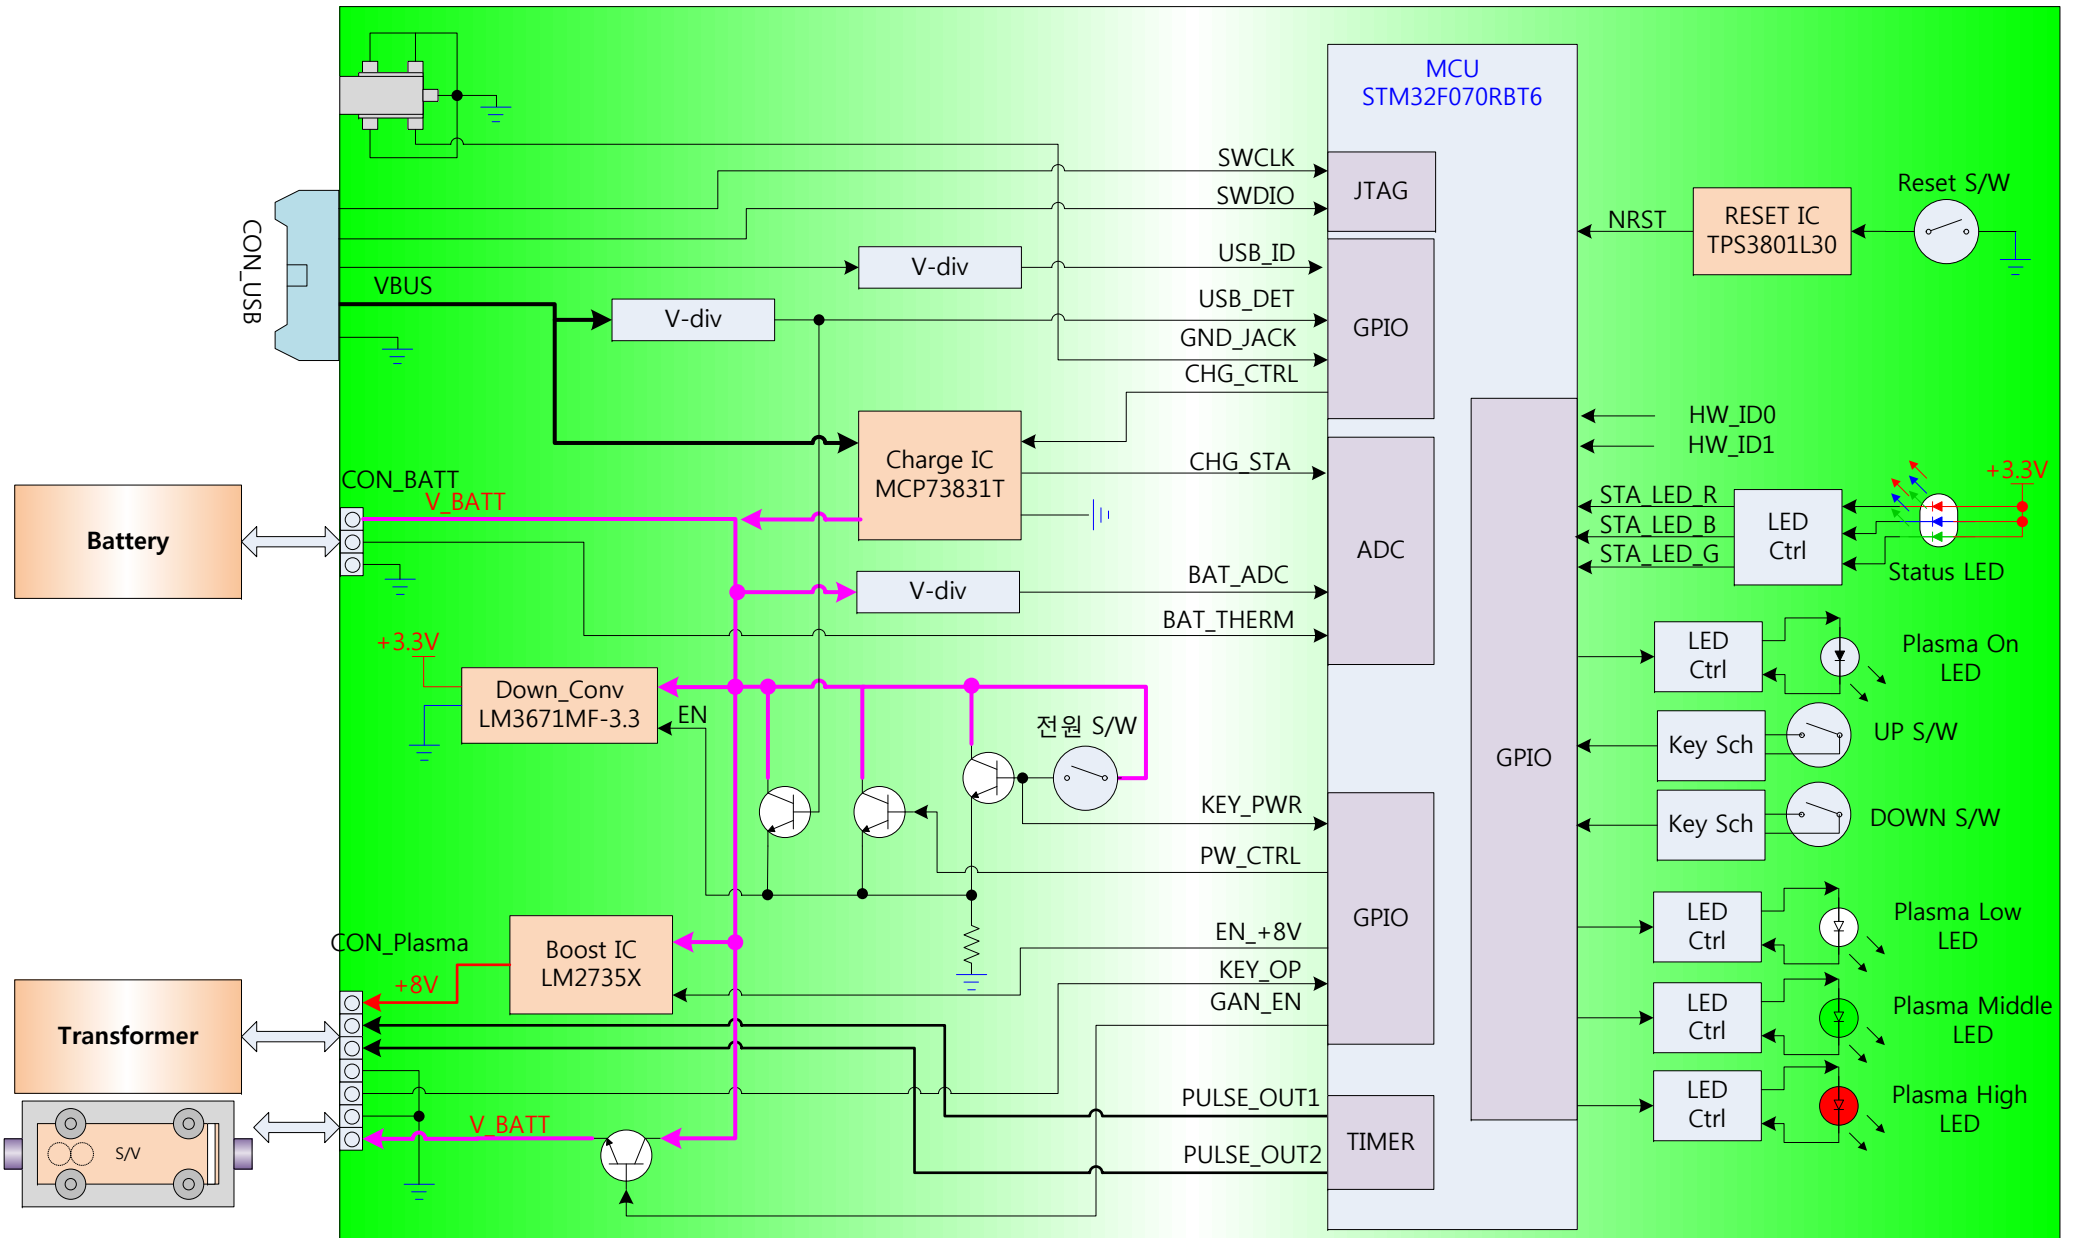 MCU
STM32F070RBT6
SWCLK
SWDIO
JTAG
CON_USB
VBUS
V-div
V-div
USB_ID
USB_DET
GND_JACK
CHG_CTRL
GPIO
NRST
RESET IC
TPS3801L30
Reset S/W
HW_ID0
HW_ID1
Charge IC
MCP73831T
CHG_STA
CON_BATT
V_BATT
Battery
ADC
STA_LED_R
STA_LED_B
STA_LED_G
LED
Ctrl
+3.3V
Status LED
V-div
BAT_ADC
BAT_THERM
+3.3V
Down_Conv
LM3671MF-3.3
EN
전원 S/W
LED
Ctrl
Plasma On
LED
GPIO
Key Sch
UP S/W
Key Sch
DOWN S/W
KEY_PWR
PW_CTRL
GPIO
EN_+8V
KEY_OP
GAN_EN
LED
Ctrl
Plasma Low
LED
CON_Plasma
Boost IC
LM2735X
+8V
Transformer
LED
Ctrl
Plasma Middle
LED
PULSE_OUT1
PULSE_OUT2
TIMER
LED
Ctrl
Plasma High
LED
V_BATT
S/V